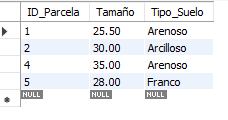 ID_Parcela Tamaño Tipo_Suelo
1 25.50 Arenoso
2 30.00 Arcilloso
4 35.00 Arenoso
5 28.00 Franco
NULL NULL NULL